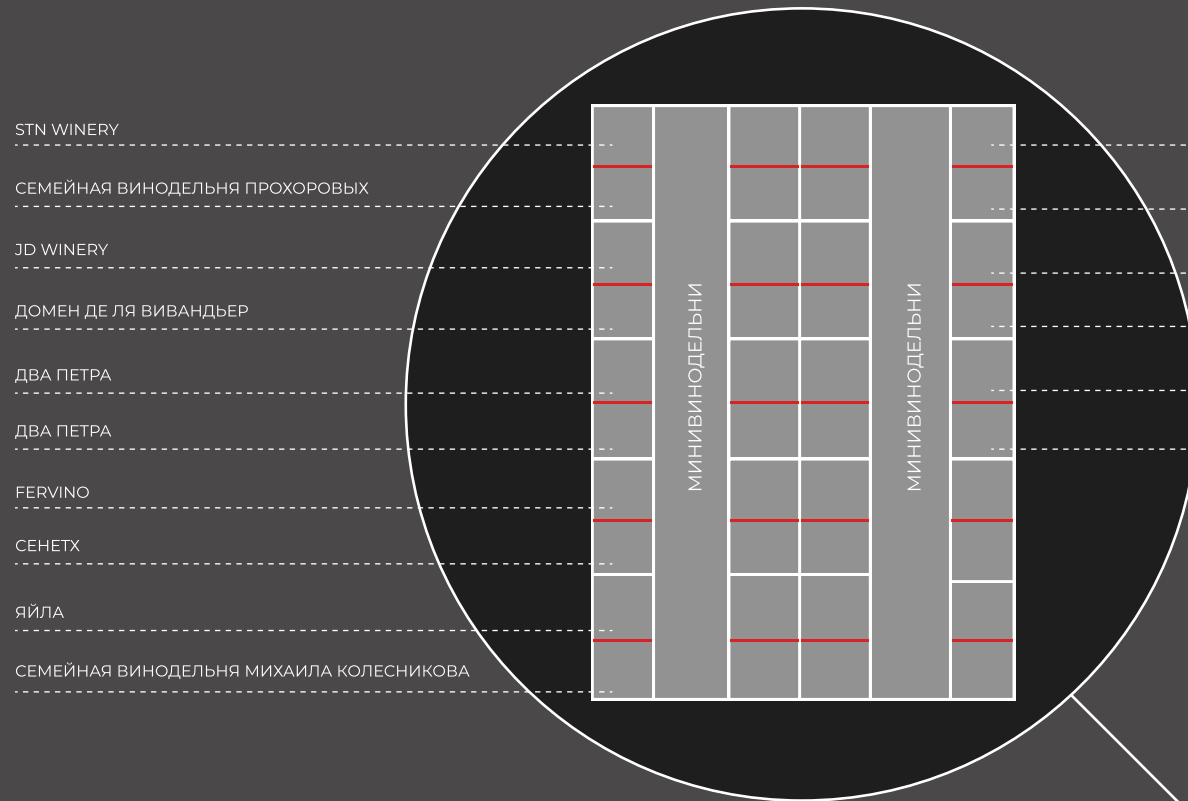 STN WINERY
СЕМЕЙНАЯ ВИНОДЕЛЬНЯ ПРОХОРОВЫХ
JD WINERY
ДОМЕН ДЕ ЛЯ ВИВАНДЬЕР
ДВА ПЕТРА
ДВА ПЕТРА
FERVINO
СЕНЕТХ
ЯЙЛА
СЕМЕЙНАЯ ВИНОДЕЛЬНЯ МИХАИЛА КОЛЕСНИКОВА
МИНИВИНОДЕЛЬНИ
МИНИВИНОДЕЛЬНИ